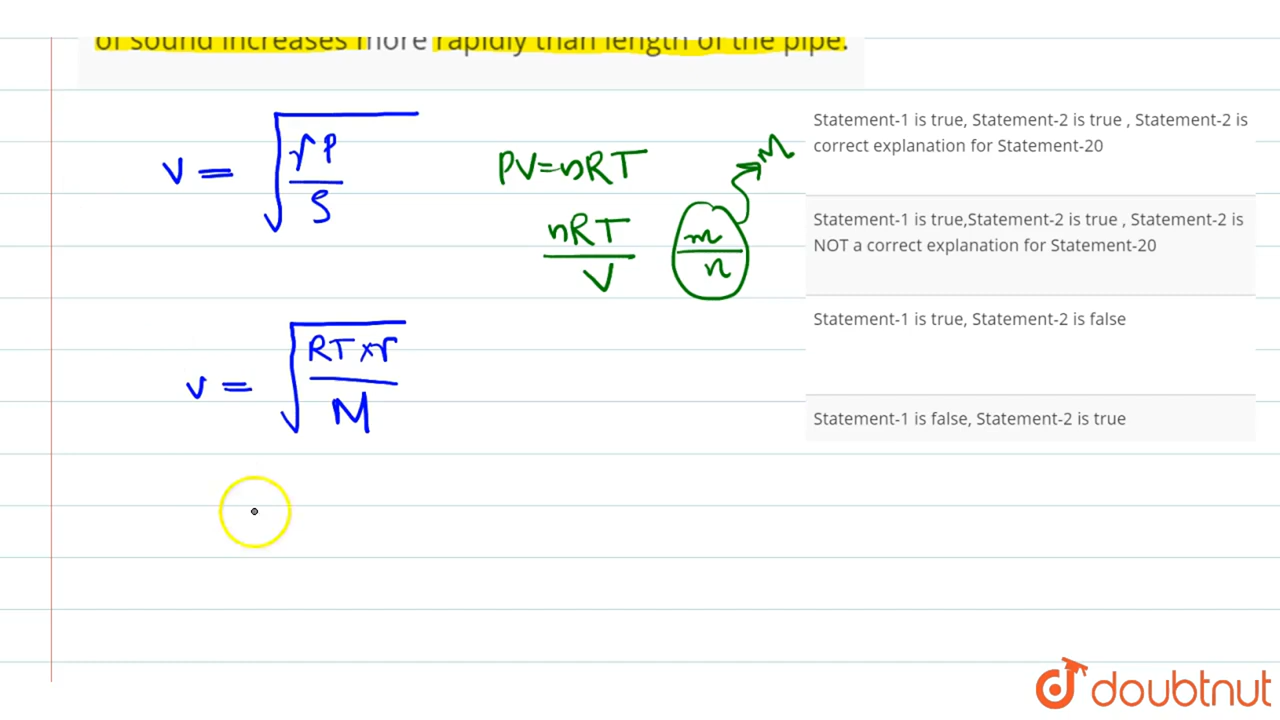 of sound increases more rapidly than length of the pipe.
v = √(γP/ρ)
PV=nRT
nRT/V
m/n
M
v = √(RT×γ/M)
Statement-1 is true, Statement-2 is true , Statement-2 is
correct explanation for Statement-20
Statement-1 is true,Statement-2 is true , Statement-2 is
NOT a correct explanation for Statement-20
Statement-1 is true, Statement-2 is false
Statement-1 is false, Statement-2 is true
doubtnut